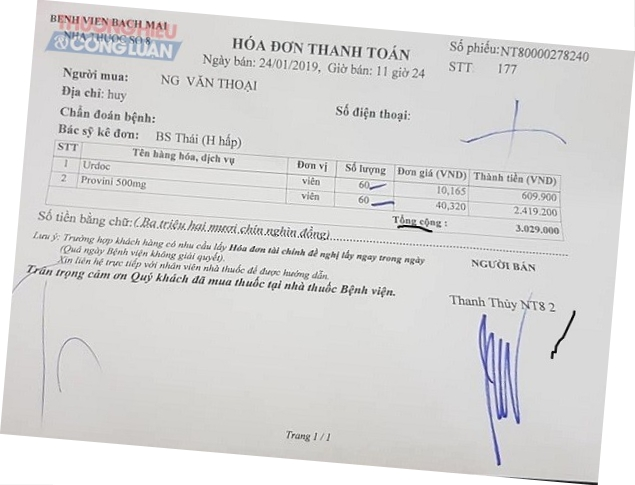 BỆNH VIỆN BẠCH MAI
NHÀ THUỐC SỐ 8
THƯƠNG HIỆU
& CÔNG LUẬN
HÓA ĐƠN THANH TOÁN
Ngày bán: 24/01/2019, Giờ bán: 11 giờ 24
Số phiếu:NT80000278240
STT 177
Người mua: NG VĂN THOẠI
Địa chỉ: huy
Số điện thoại:
Chẩn đoán bệnh:
Bác sỹ kê đơn: BS Thái (H hấp)
STT Tên hàng hóa, dịch vụ Đơn vị Số lượng Đơn giá (VND) Thành tiền (VND)
1 Urdoc viên 60 10,165 609.900
2 Provini 500mg viên 60 40,320 2.419.200
Tổng cộng : 3.029.000
Số tiền bằng chữ:(.Ba.triệu.hai.mươi.chín.nghìn.đồng)
Lưu ý: Trường hợp khách hàng có nhu cầu lấy Hóa đơn tài chính đề nghị lấy ngay trong ngày
(Quá ngày Bệnh viện không giải quyết).
Xin liên hệ trực tiếp với nhân viên nhà thuốc để được hướng dẫn.
Trân trọng cảm ơn Quý khách đã mua thuốc tại nhà thuốc Bệnh viện.
NGƯỜI BÁN
Thanh Thủy NT8 2
Trang 1 / 1